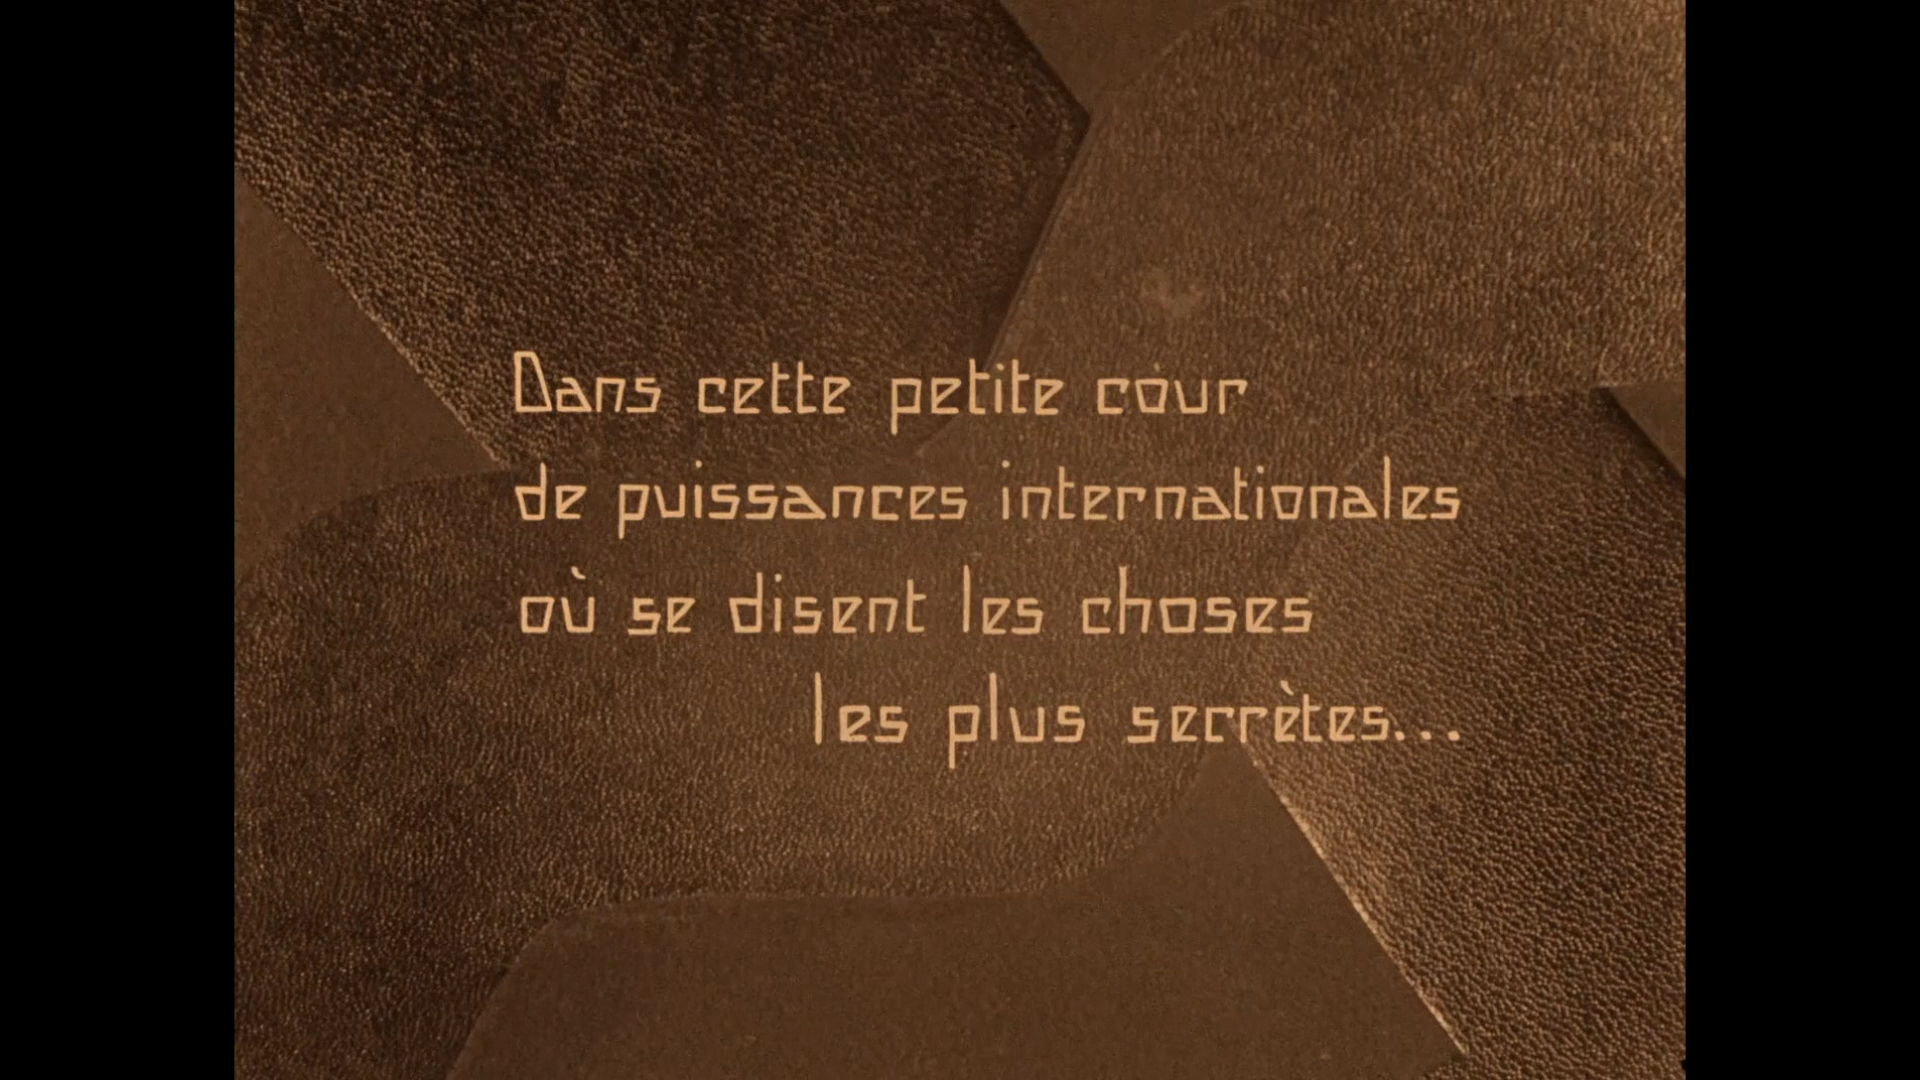 Dans cette petite cour
de puissances internationales
où se disent les choses
les plus secrètes...